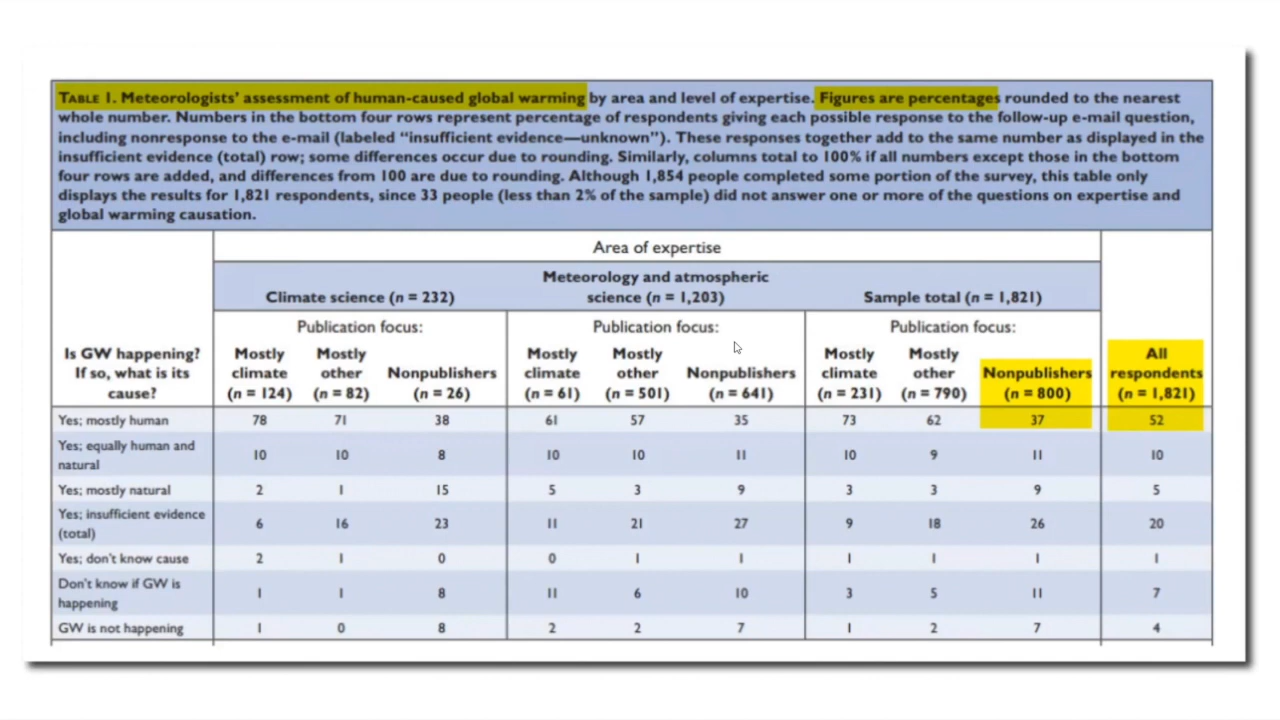 TABLE 1. Meteorologists' assessment of human-caused global warming by area and level of expertise. Figures are percentages rounded to the nearest
whole number. Numbers in the bottom four rows represent percentage of respondents giving each possible response to the follow-up e-mail question,
including nonresponse to the e-mail (labeled “insufficient evidence—unknown”). These responses together add to the same number as displayed in the
insufficient evidence (total) row; some differences occur due to rounding. Similarly, columns total to 100% if all numbers except those in the bottom
four rows are added, and differences from 100 are due to rounding. Although 1,854 people completed some portion of the survey, this table only
displays the results for 1,821 respondents, since 33 people (less than 2% of the sample) did not answer one or more of the questions on expertise and
global warming causation.
Area of expertise
Meteorology and atmospheric
Climate science (n = 232) science (n = 1,203) Sample total (n = 1,821)
Publication focus: Publication focus: Publication focus:
Is GW happening? Mostly Mostly Mostly Mostly Mostly Mostly All
If so, what is its climate other Nonpublishers climate other Nonpublishers climate other Nonpublishers respondents
cause? (n = 124) (n = 82) (n = 26) (n = 61) (n = 501) (n = 641) (n = 231) (n = 790) (n = 800) (n = 1,821)
Yes; mostly human 78 71 38 61 57 35 73 62 37 52
Yes; equally human and
natural 10 10 8 10 10 11 10 9 11 10
Yes; mostly natural 2 1 15 5 3 9 3 3 9 5
Yes; insufficient evidence
(total) 6 16 23 11 21 27 9 18 26 20
Yes; don't know cause 2 1 0 0 1 1 1 1 1 1
Don't know if GW is
happening 1 1 8 11 6 10 3 5 11 7
GW is not happening 1 0 8 2 2 7 1 2 7 4